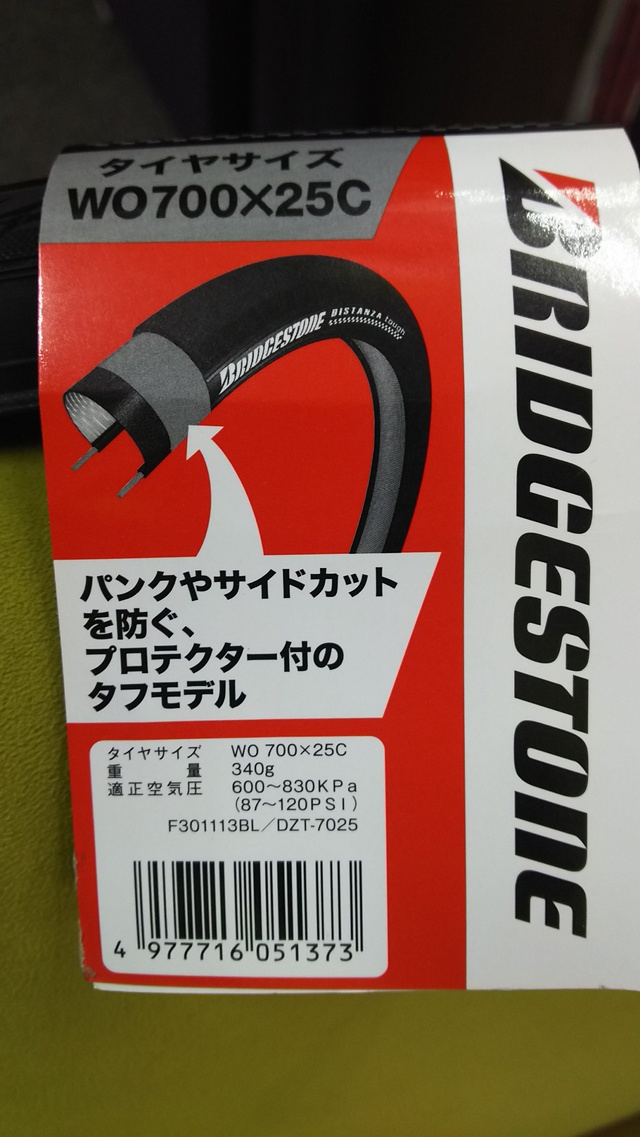 タイヤサイズ
WO700×25C
BRIDGESTONE DISTANZA tough
パンクやサイドカット
を防ぐ、
プロテクター付の
タフモデル
タイヤサイズ WO 700×25C
重量 340g
適正空気圧 600～830KPa
(87～120PSI)
F301113BL／DZT-7025
4 977716 051373
BRIDGESTONE